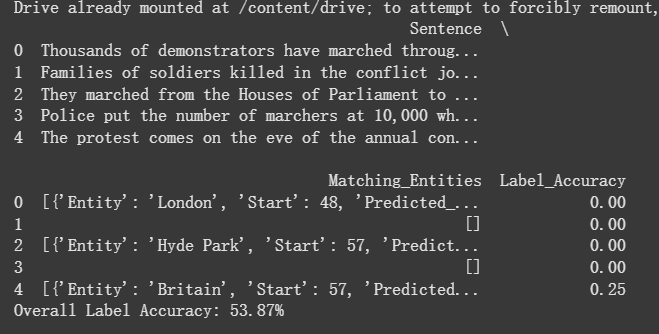 Drive already mounted at /content/drive; to attempt to forcibly remount,
Sentence \
0 Thousands of demonstrators have marched throug...
1 Families of soldiers killed in the conflict jo...
2 They marched from the Houses of Parliament to ...
3 Police put the number of marchers at 10,000 wh...
4 The protest comes on the eve of the annual con...
Matching_Entities Label_Accuracy
0 [{'Entity': 'London', 'Start': 48, 'Predicted_... 0.00
1 [] 0.00
2 [{'Entity': 'Hyde Park', 'Start': 57, 'Predict... 0.00
3 [] 0.00
4 [{'Entity': 'Britain', 'Start': 57, 'Predicted... 0.25
Overall Label Accuracy: 53.87%